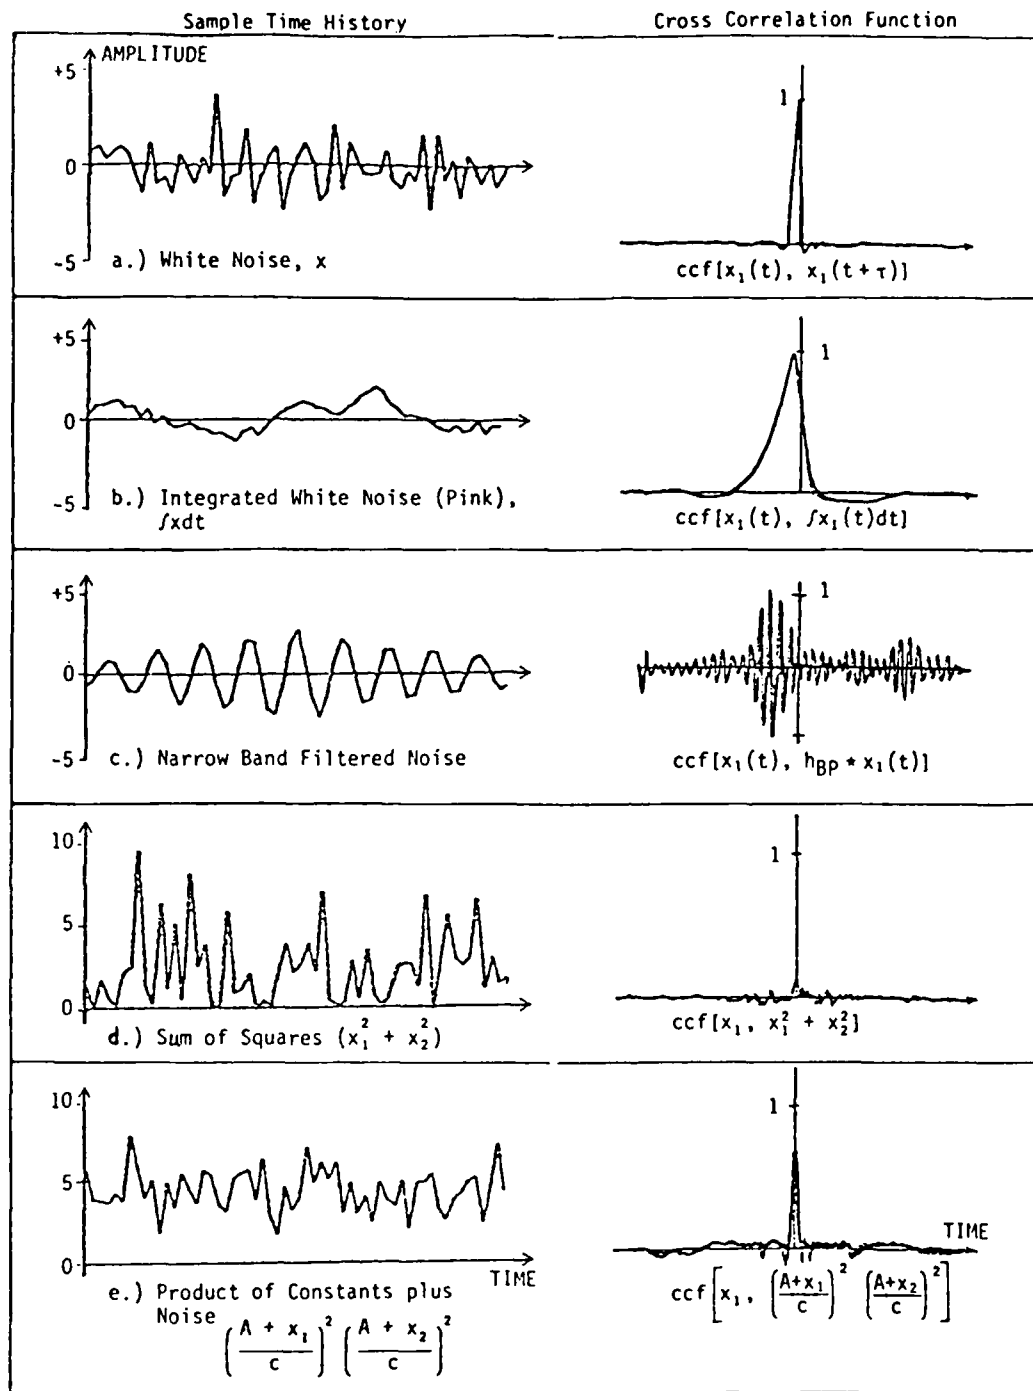 Sample Time History
Cross Correlation Function
AMPLITUDE
+5
0
-5
a.) White Noise, x
1
ccf[x₁(t), x₁(t+τ)]
+5
0
-5
b.) Integrated White Noise (Pink),
∫xdt
1
ccf[x₁(t), ∫x₁(t)dt]
+5
0
-5
c.) Narrow Band Filtered Noise
1
ccf[x₁(t), h_BP * x₁(t)]
10
5
0
d.) Sum of Squares (x₁² + x₂²)
1
ccf[x₁, x₁² + x₂²]
10
5
0
TIME
e.) Product of Constants plus
Noise
((A + x₁)/c)² ((A + x₂)/c)²
1
TIME
ccf[x₁, ((A+x₁)/c)² ((A+x₂)/c)²]